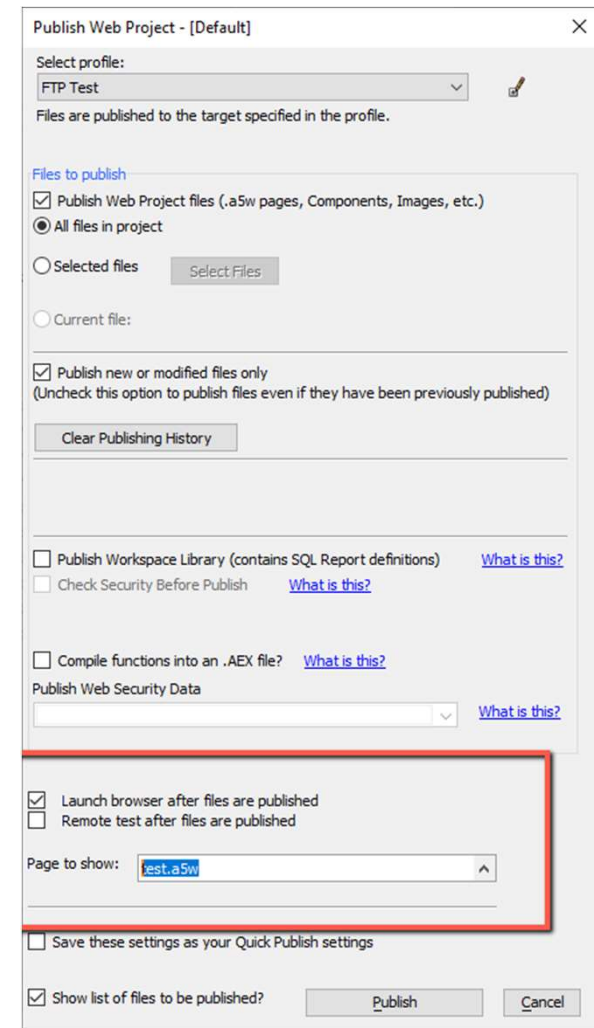 Publish Web Project - [Default]
Select profile:
FTP Test
Files are published to the target specified in the profile.
Files to publish
Publish Web Project files (.a5w pages, Components, Images, etc.)
All files in project
Selected files
Select Files
Current file:
Publish new or modified files only
(Uncheck this option to publish files even if they have been previously published)
Clear Publishing History
Publish Workspace Library (contains SQL Report definitions) What is this?
Check Security Before Publish What is this?
Compile functions into an .AEX file? What is this?
Publish Web Security Data
What is this?
Launch browser after files are published
Remote test after files are published
Page to show: test.a5w
Save these settings as your Quick Publish settings
Show list of files to be published? Publish Cancel